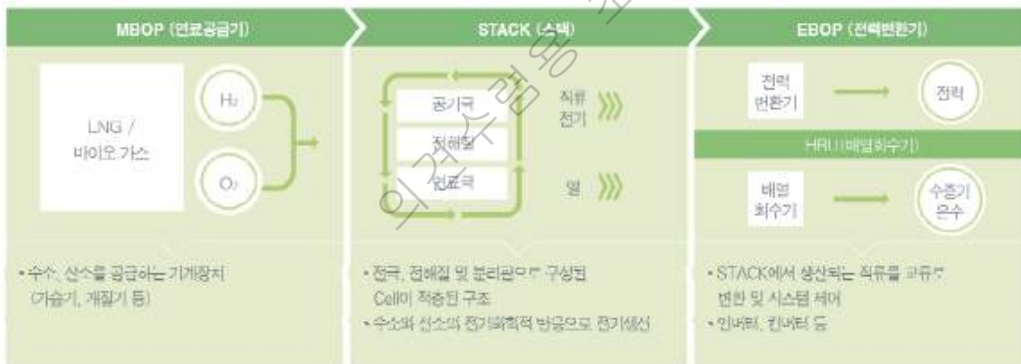 MBOP (연료공급기)
LNG /
바이오 가스
H₂
O₂
• 수소, 산소를 공급하는 기계장치
(가습기, 개질기 등)
STACK (스택)
공기극
전해질
연료극
직류
전기
열
• 전극, 전해질 및 분리판으로 구성된
Cell이 적층된 구조
• 수소와 산소의 전기화학적 반응으로 전기생산
EBOP (전력변환기)
전력
변환기
전력
HRU(배열회수기)
배열
회수기
수증기
온수
• STACK에서 생산되는 직류를 교류로
변환 및 시스템 제어
• 인버터, 컨버터 등
의견수렴용